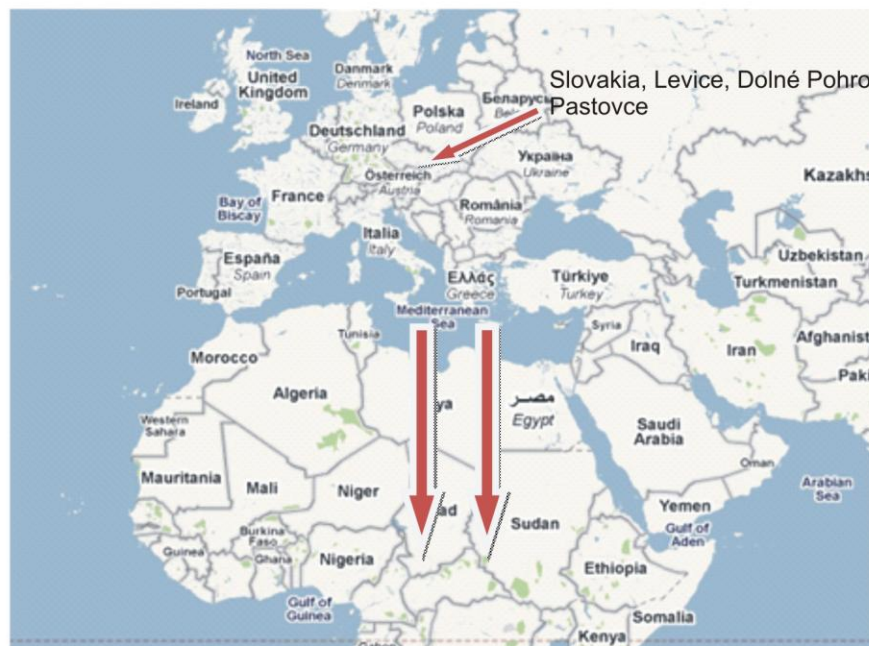 North Sea
Danmark
Denmark
United
Kingdom
Ireland
Slovakia, Levice, Dolné Pohro
Pastovce
Polska
Poland
Беларусь
Deutschland
Germany
Україна
Ukraine
Österreich
Austria
Kazakhs
Bay of
Biscay
France
România
Romania
Italia
Italy
Uzbekistan
España
Spain
Ελλάς
Greece
Türkiye
Turkey
Turkmenistan
Portugal
Mediterranean
Sea
Tunisia
Syria
Afghanist
Morocco
Iraq
Iran
Paki
Algeria
ya
مصر
Egypt
Western
Sahara
Saudi
Arabia
Oman
Mauritania
Mali
Niger
ad
Sudan
Yemen
Arabian
Sea
Gulf of
Aden
Burkina
Faso
Guinea
Ghana
Nigeria
Ethiopia
Gulf of
Guinea
Somalia
Kenya